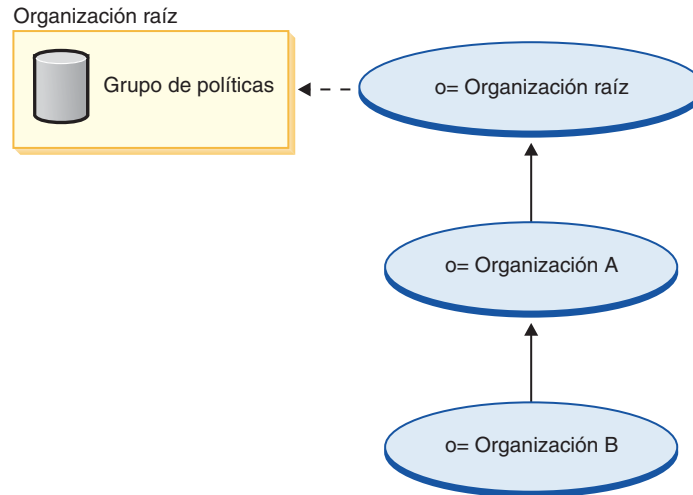 Organización raíz
Grupo de políticas
o= Organización raíz
o= Organización A
o= Organización B